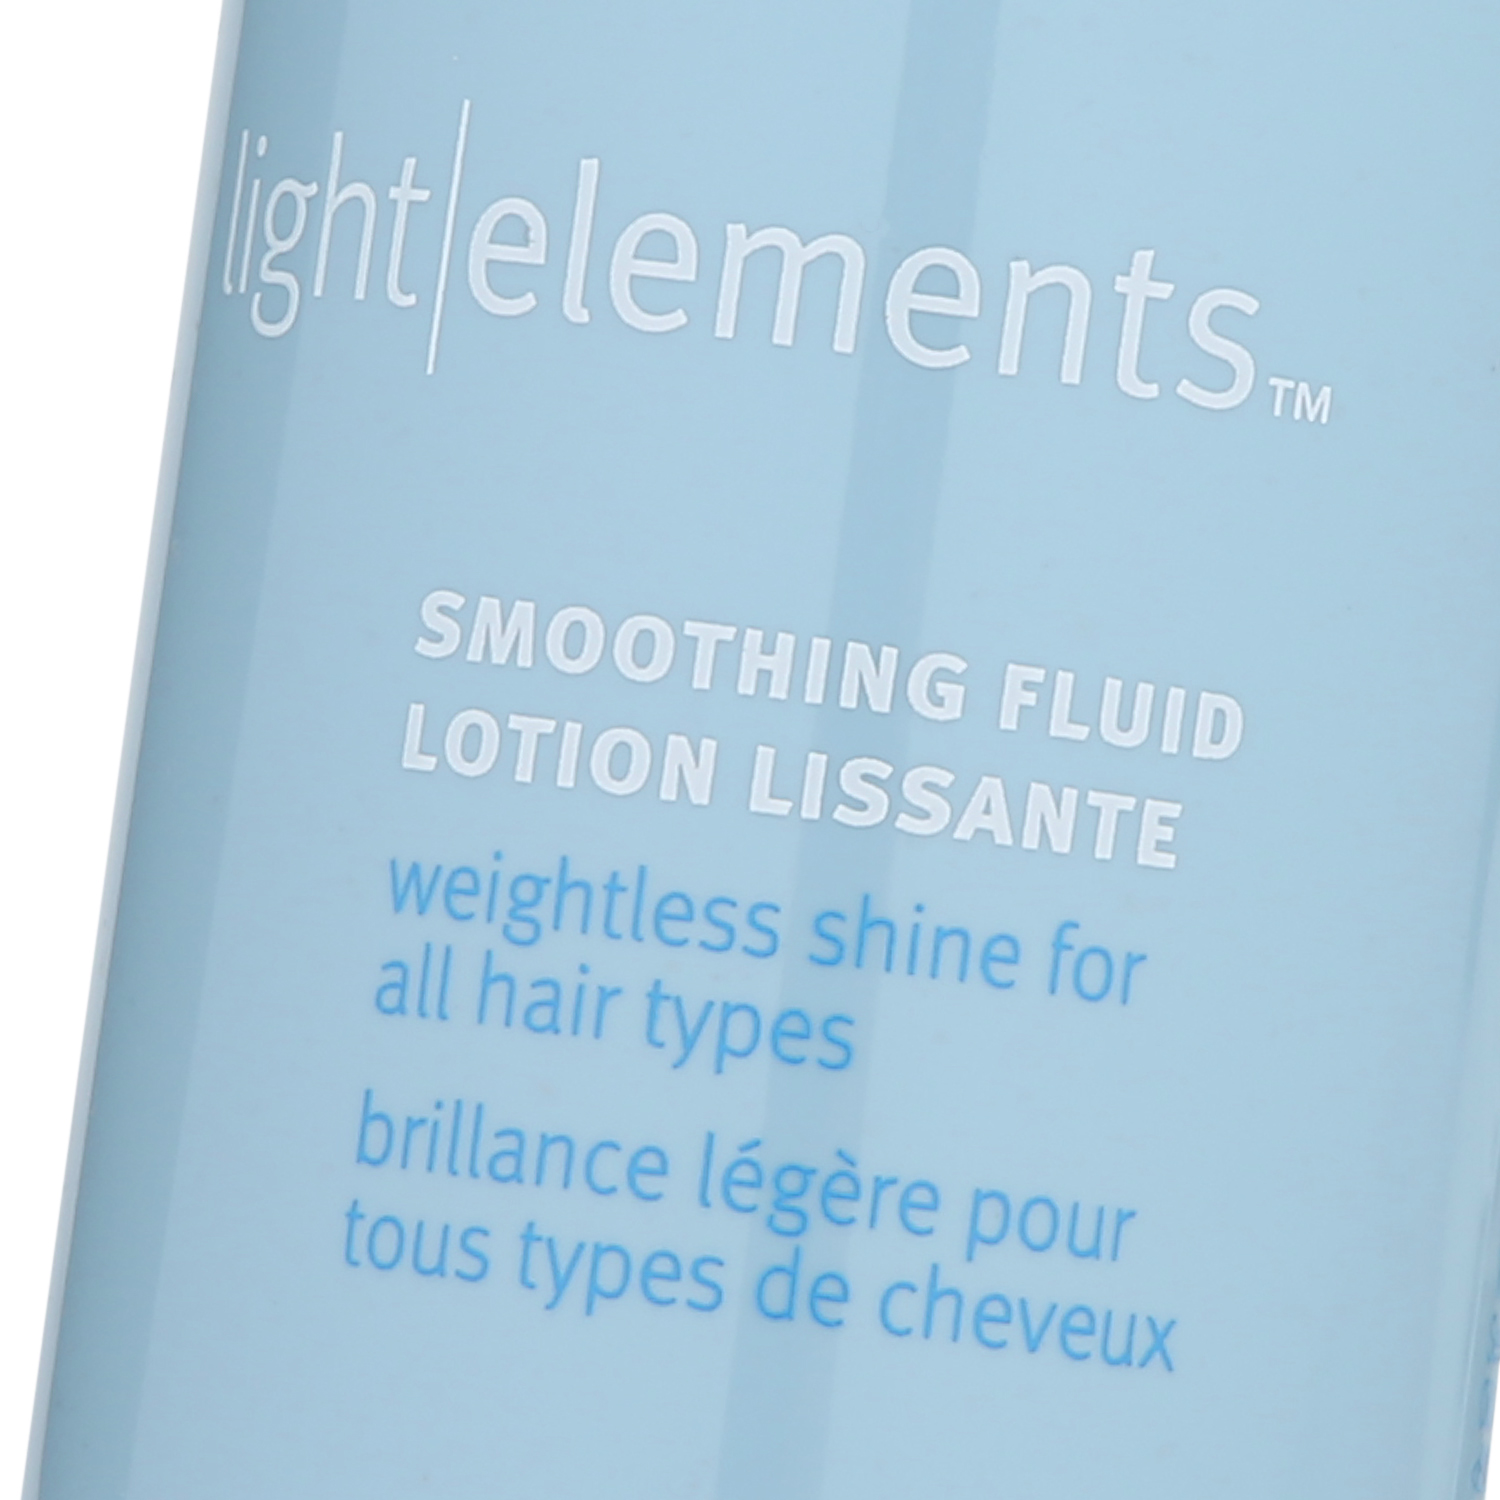 light|elements™
SMOOTHING FLUID
LOTION LISSANTE
weightless shine for
all hair types
brillance légère pour
tous types de cheveux